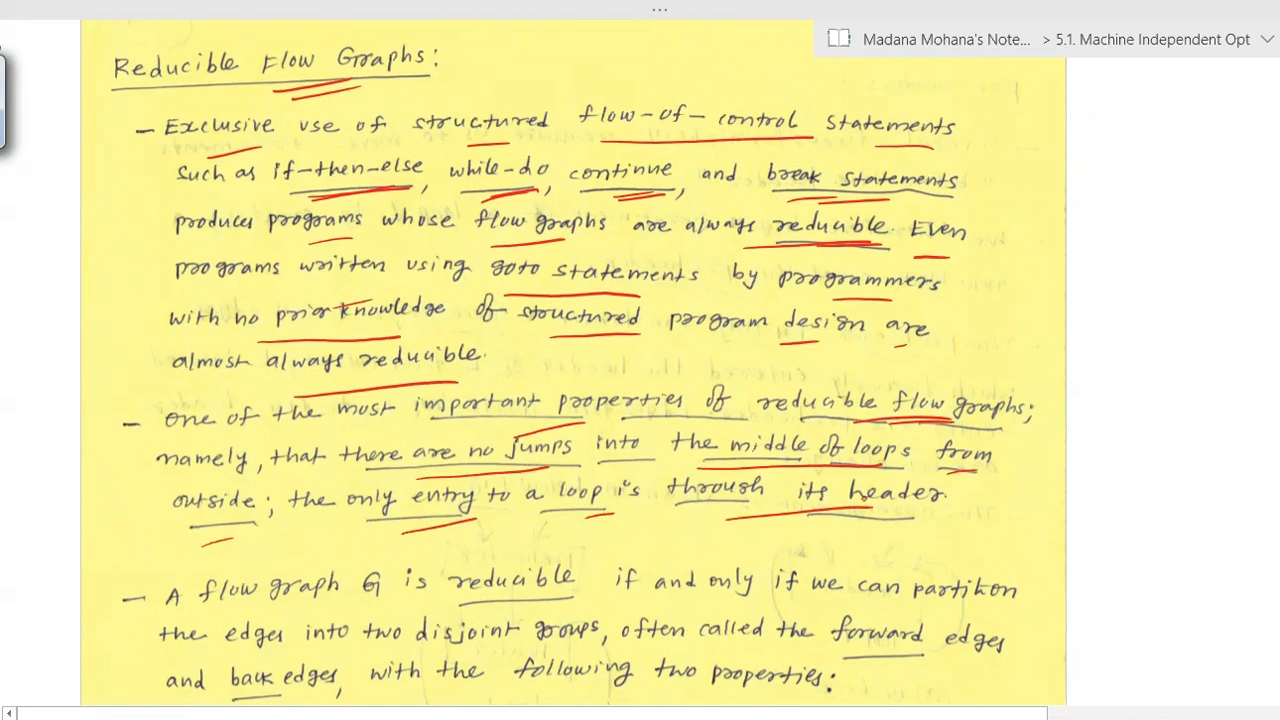 ...
Madana Mohana's Note... > 5.1. Machine Independent Opt
Reducible Flow Graphs:
- Exclusive use of structured flow-of-control statements
such as if-then-else, while-do, continue, and break statements
produces programs whose flow graphs are always reducible. Even
programs written using goto statements by programmers
with no prior knowledge of structured program design are
almost always reducible.
- One of the most important properties of reducible flow graphs;
namely, that there are no jumps into the middle of loops from
outside; the only entry to a loop is through its header.
- A flow graph G is reducible if and only if we can partition
the edges into two disjoint groups, often called the forward edges
and back edges, with the following two properties: